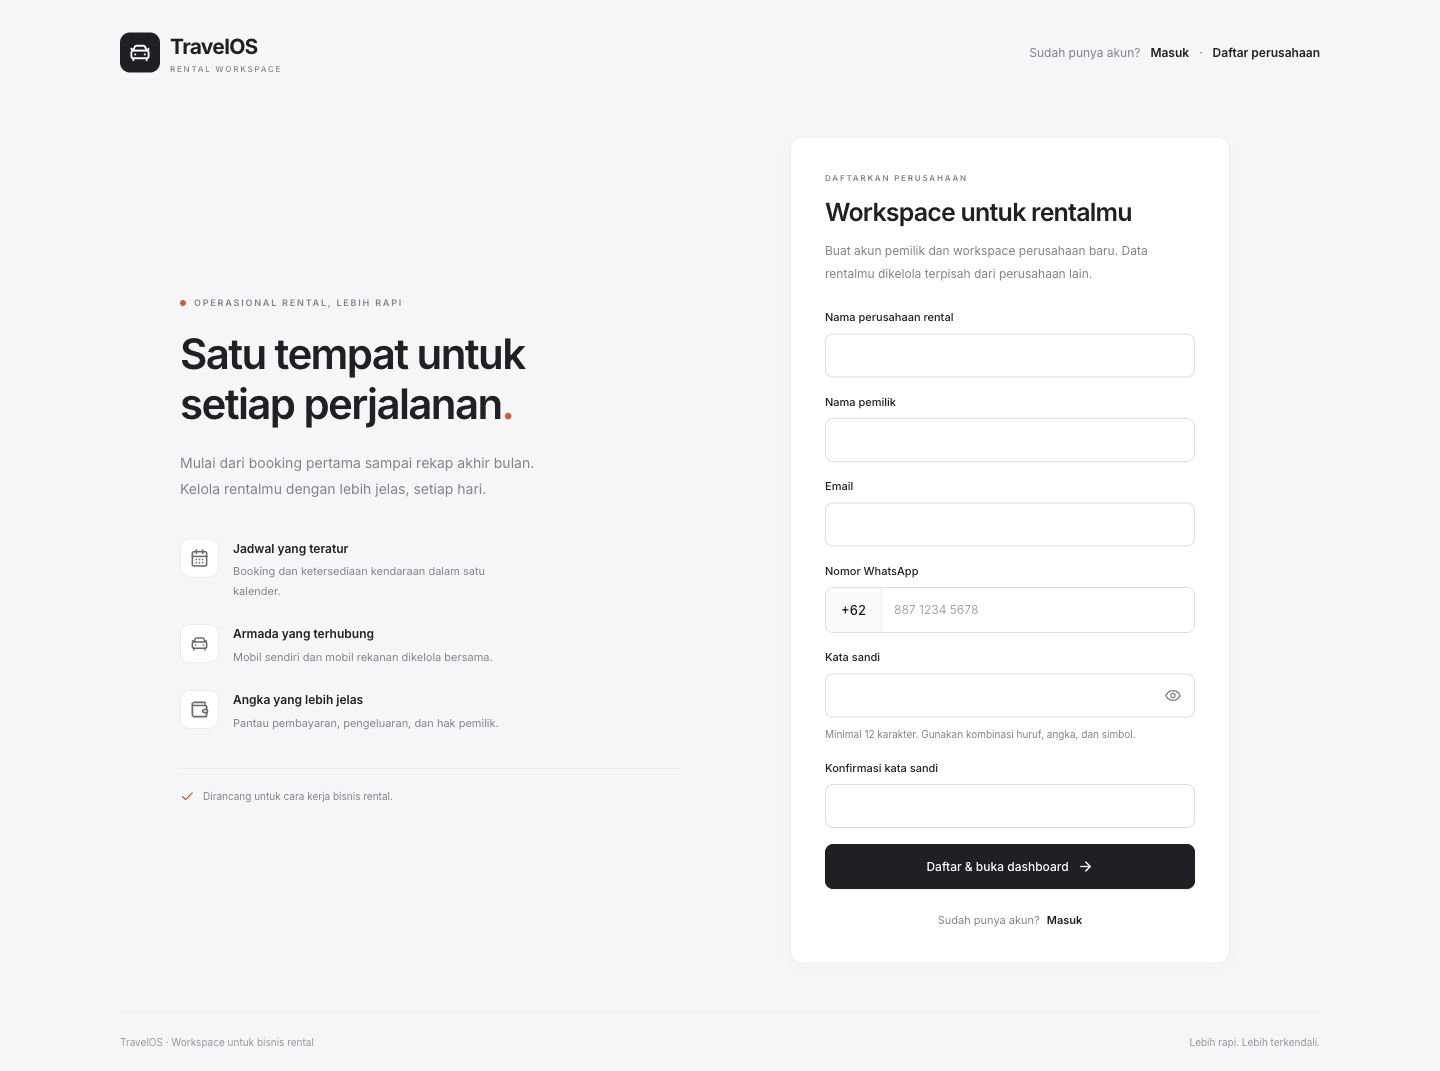 TravelOS
RENTAL WORKSPACE
Sudah punya akun? Masuk · Daftar perusahaan
OPERASIONAL RENTAL, LEBIH RAPI
Satu tempat untuk
setiap perjalanan.
Mulai dari booking pertama sampai rekap akhir bulan.
Kelola rentalmu dengan lebih jelas, setiap hari.
Jadwal yang teratur
Booking dan ketersediaan kendaraan dalam satu
kalender.
Armada yang terhubung
Mobil sendiri dan mobil rekanan dikelola bersama.
Angka yang lebih jelas
Pantau pembayaran, pengeluaran, dan hak pemilik.
Dirancang untuk cara kerja bisnis rental.
DAFTARKAN PERUSAHAAN
Workspace untuk rentalmu
Buat akun pemilik dan workspace perusahaan baru. Data
rentalmu dikelola terpisah dari perusahaan lain.
Nama perusahaan rental
Nama pemilik
Email
Nomor WhatsApp
+62 887 1234 5678
Kata sandi
Minimal 12 karakter. Gunakan kombinasi huruf, angka, dan simbol.
Konfirmasi kata sandi
Daftar & buka dashboard
Sudah punya akun? Masuk
TravelOS · Workspace untuk bisnis rental
Lebih rapi. Lebih terkendali.